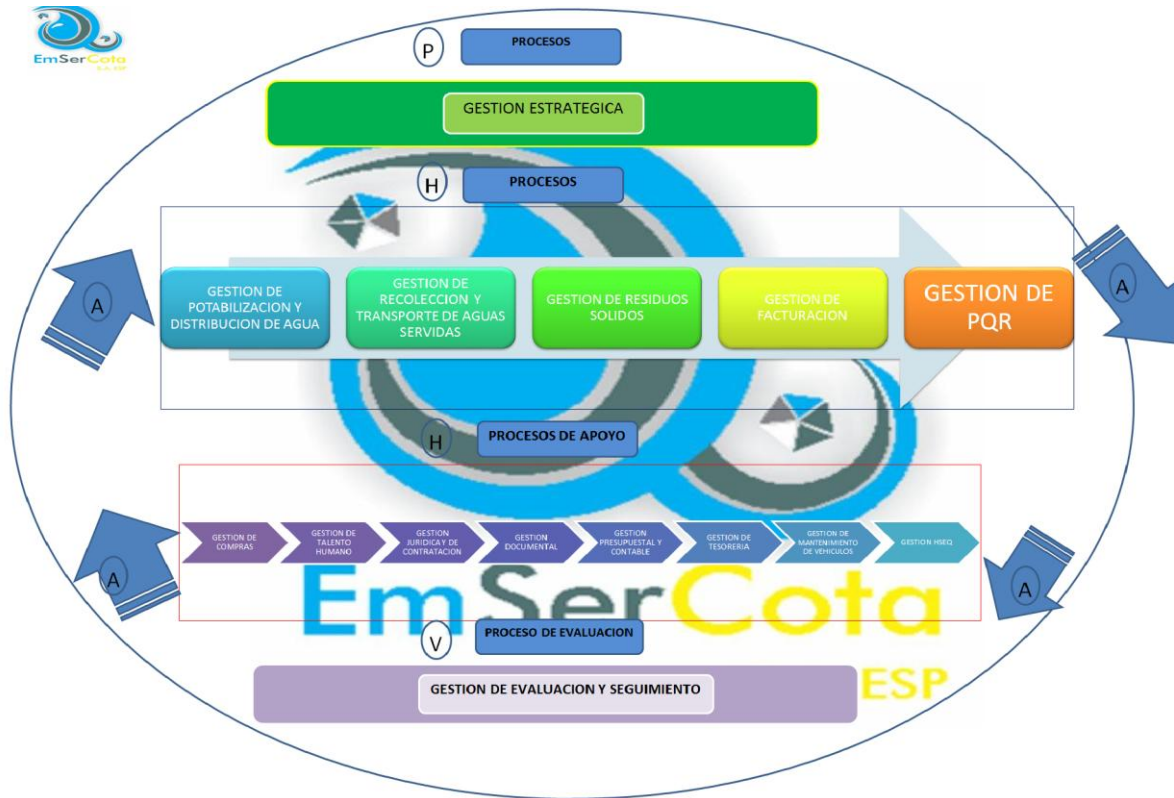 EmSerCota
S.A. ESP
P
PROCESOS
GESTION ESTRATEGICA
H
PROCESOS
A
GESTION DE
POTABILIZACION Y
DISTRIBUCION DE AGUA
GESTION DE
RECOLECCION Y
TRANSPORTE DE AGUAS
SERVIDAS
GESTION DE RESIDUOS
SOLIDOS
GESTION DE
FACTURACION
GESTION DE
PQR
A
H
PROCESOS DE APOYO
A
GESTION DE
COMPRAS
GESTION DE
TALENTO
HUMANO
GESTION
JURIDICA Y DE
CONTRATACION
GESTION
DOCUMENTAL
GESTION
PRESUPUESTAL Y
CONTABLE
GESTION DE
TESORERIA
GESTION DE
MANTENIMIENTO
DE VEHICULOS
GESTION HSEQ
A
EmSerCota
ESP
V
PROCESO DE EVALUACION
GESTION DE EVALUACION Y SEGUIMIENTO